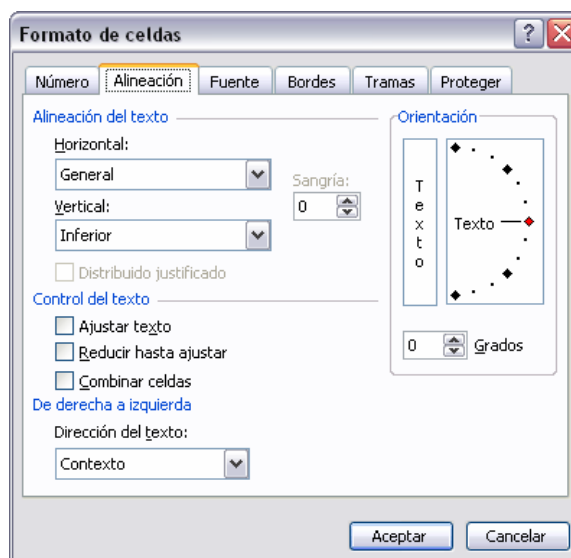 Formato de celdas
Número Alineación Fuente Bordes Tramas Proteger
Alineación del texto
Horizontal:
General
Sangría:
0
Vertical:
Inferior
Distribuido justificado
Control del texto
Ajustar texto
Reducir hasta ajustar
Combinar celdas
De derecha a izquierda
Dirección del texto:
Contexto
Orientación
Texto
Texto
0 Grados
Aceptar Cancelar